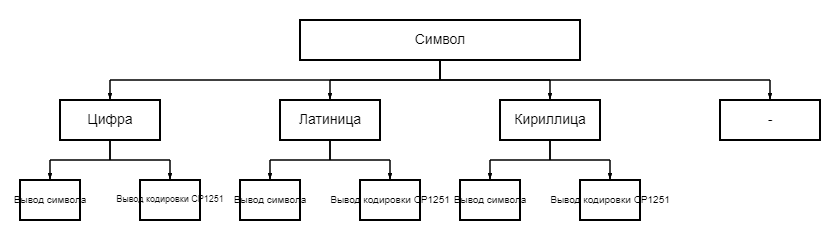 Символ
Цифра
Латиница
Кириллица
-
Вывод символа
Вывод кодировки CP1251
Вывод символа
Вывод кодировки CP1251
Вывод символа
Вывод кодировки CP1251